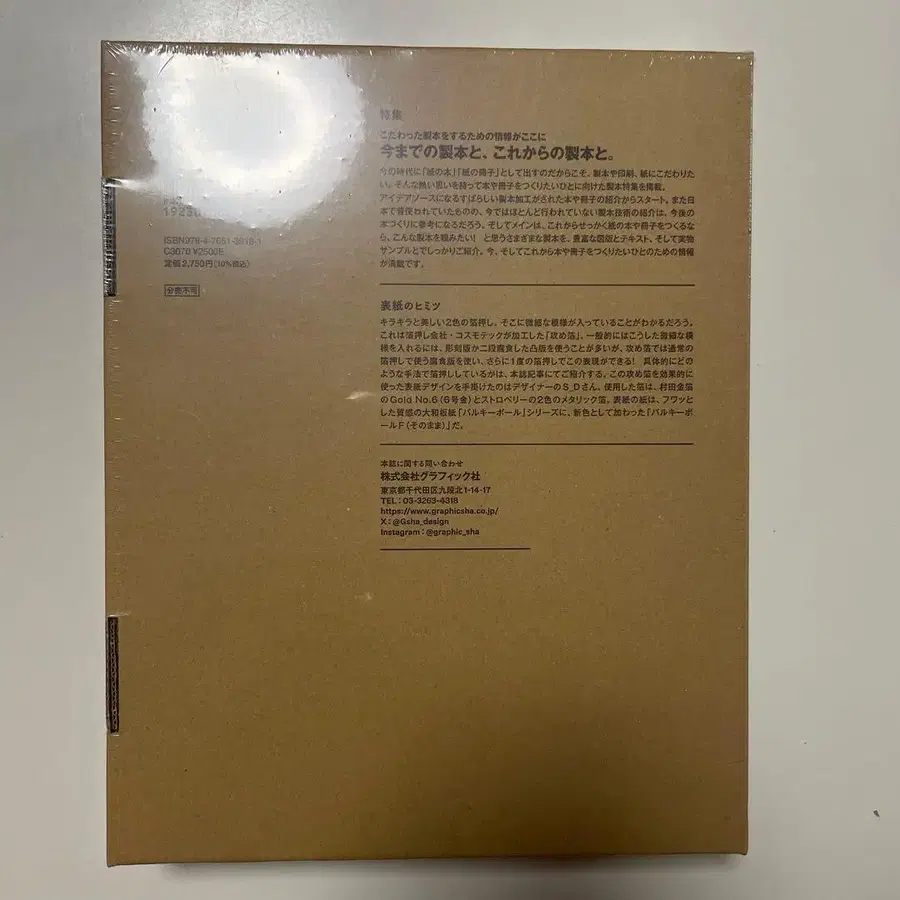 特集
こだわった製本をするための情報がここに
今までの製本と、これからの製本と。
今の時代に「紙の本」「紙の冊子」として出すのだからこそ、製本や印刷、紙にこだわりた
い。そんな熱い思いを持って本や冊子をつくりたいひとに向けた製本特集を掲載。
アイデアソースになるすばらしい製本加工がされた本や冊子の紹介からスタート。また日
本で昔使われていたものの、今ではほとんど行われていない製本技術の紹介は、今後の
本づくりに参考になるだろう。そしてメインは、これからせっかく紙の本や冊子をつくるな
ら、こんな製本を頼みたい！と思うさまざまな製本を、豊富な図版とテキスト、そして実物
サンプルとでしっかりご紹介。今、そしてこれから本や冊子をつくりたいひとのための情報
が満載です。
C3070 ¥2500E
定価2,750円(10%税込)
分売不可
表紙のヒミツ
キラキラと美しい2色の箔押し。そこに微細な模様が入っていることがわかるだろう。
これは箔押し会社・コスモテックが加工した「攻め箔」。一般的にはこうした微細な模
様を入れるには、彫刻版か二段腐食した凸版を使うことが多いが、攻め箔では通常の
箔押しで使う腐食版を使い、さらに1度の箔押しでこの表現ができる！ 具体的にどの
ような手法で箔押ししているかは、本誌記事にてご紹介する。この攻め箔を効果的に
使った表紙デザインを手掛けたのはデザイナーのS_Dさん。使用した箔は、村田金箔
のGold No.6（6号金）とストロベリーの2色のメタリック箔。表紙の紙は、フワッと
した質感の大和板紙「バルキーボール」シリーズに、新色として加わった「バルキーボ
ールF（そのまま）」だ。
本誌に関する問い合わせ
株式会社グラフィック社
東京都千代田区九段北1-14-17
TEL：03-3263-4318
https://www.graphicsha.co.jp/
X：@Gsha_design
Instagram：@graphic_sha